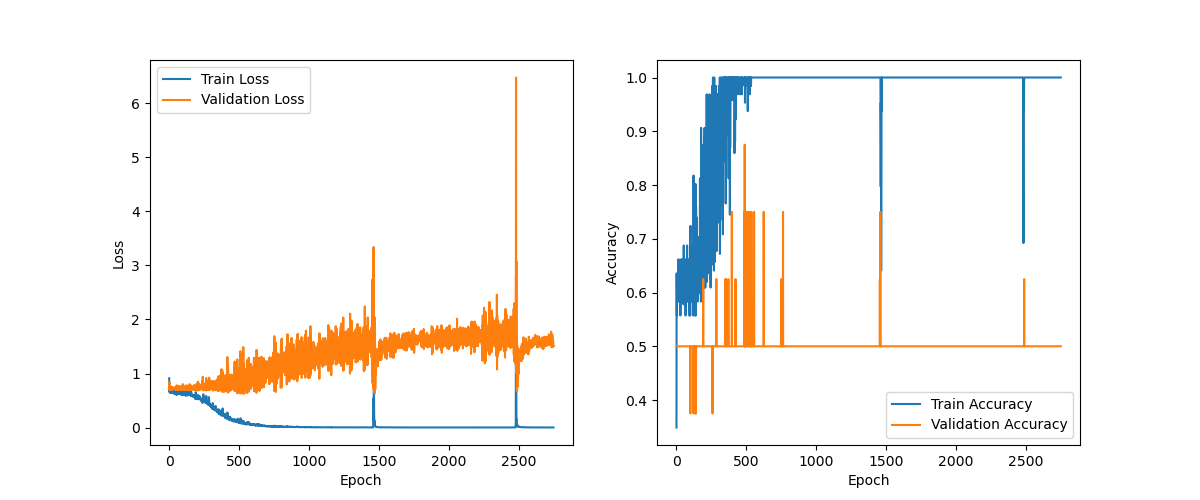 Train Loss
Validation Loss
6
5
4
3
2
1
0
Loss
0 500 1000 1500 2000 2500
Epoch
1.0
0.9
0.8
0.7
0.6
0.5
0.4
Accuracy
Train Accuracy
Validation Accuracy
0 500 1000 1500 2000 2500
Epoch